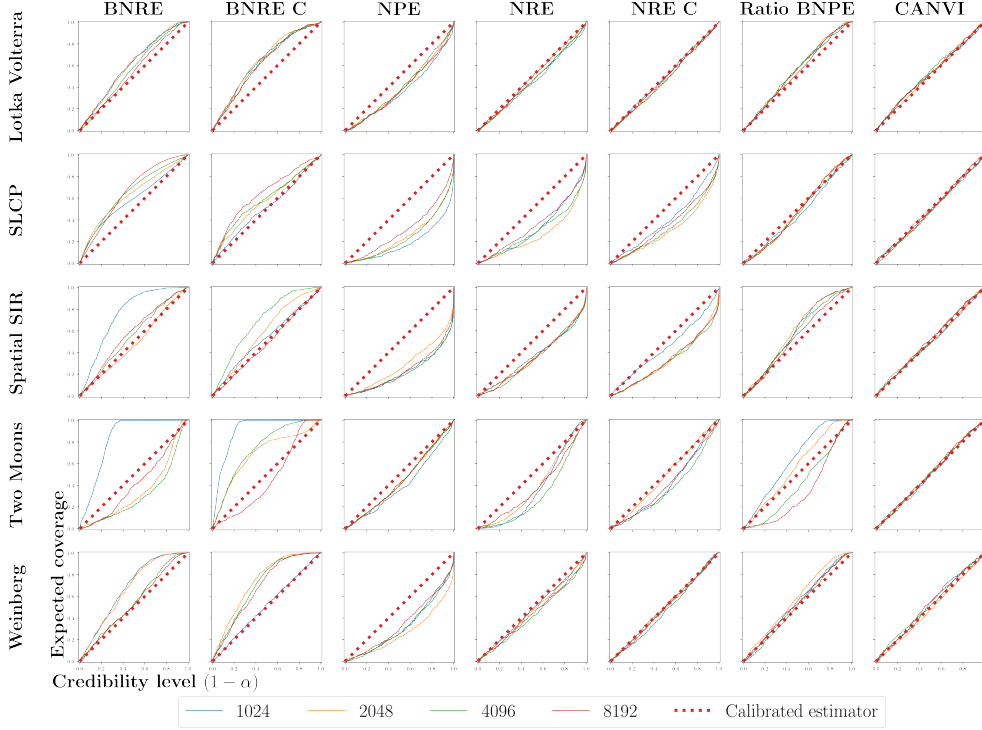 BNRE BNRE C NPE NRE NRE C Ratio BNPE CANVI
Lotka Volterra
SLCP
Spatial SIR
Two Moons
Weinberg
Expected coverage
Credibility level (1 − α)
1024 2048 4096 8192 Calibrated estimator